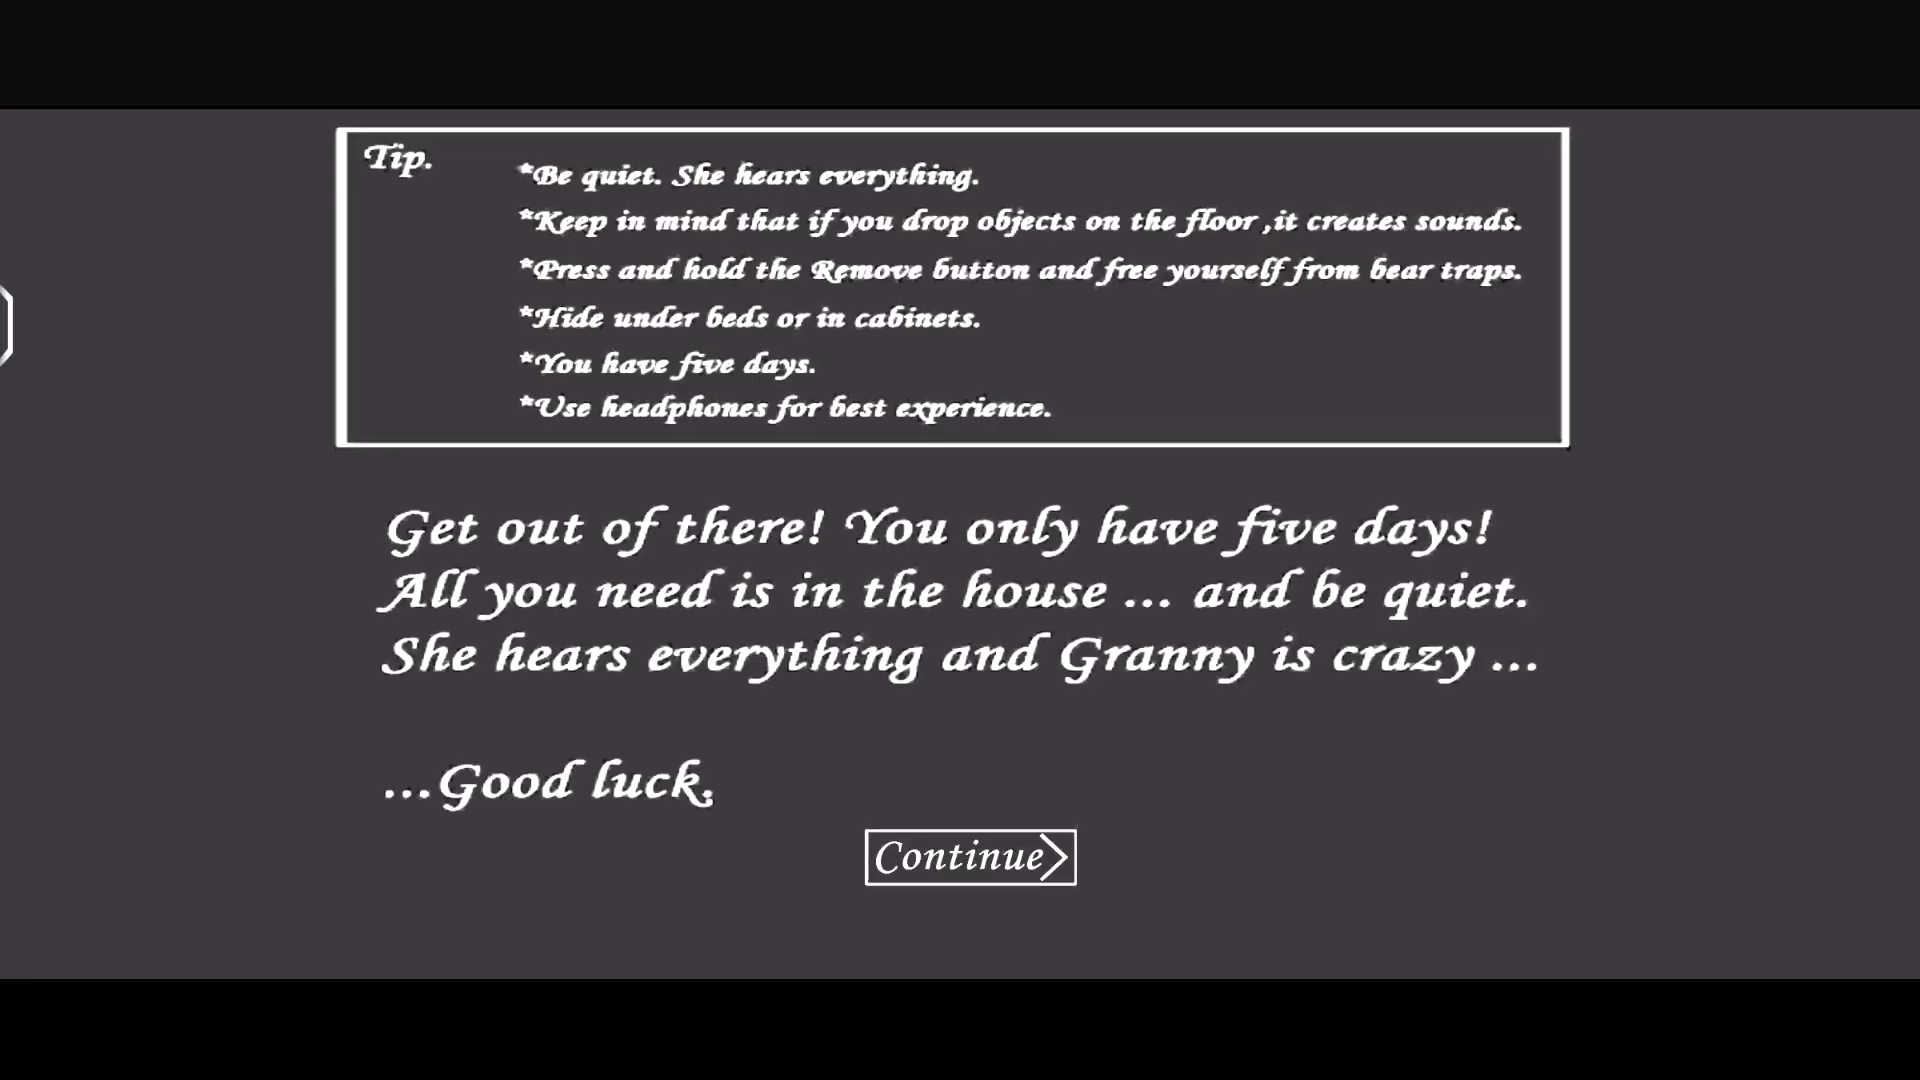 Tip.
*Be quiet. She hears everything.
*Keep in mind that if you drop objects on the floor ,it creates sounds.
*Press and hold the Remove button and free yourself from bear traps.
*Hide under beds or in cabinets.
*You have five days.
*Use headphones for best experience.
Get out of there! You only have five days!
All you need is in the house ... and be quiet.
She hears everything and Granny is crazy ...
...Good luck.
Continue